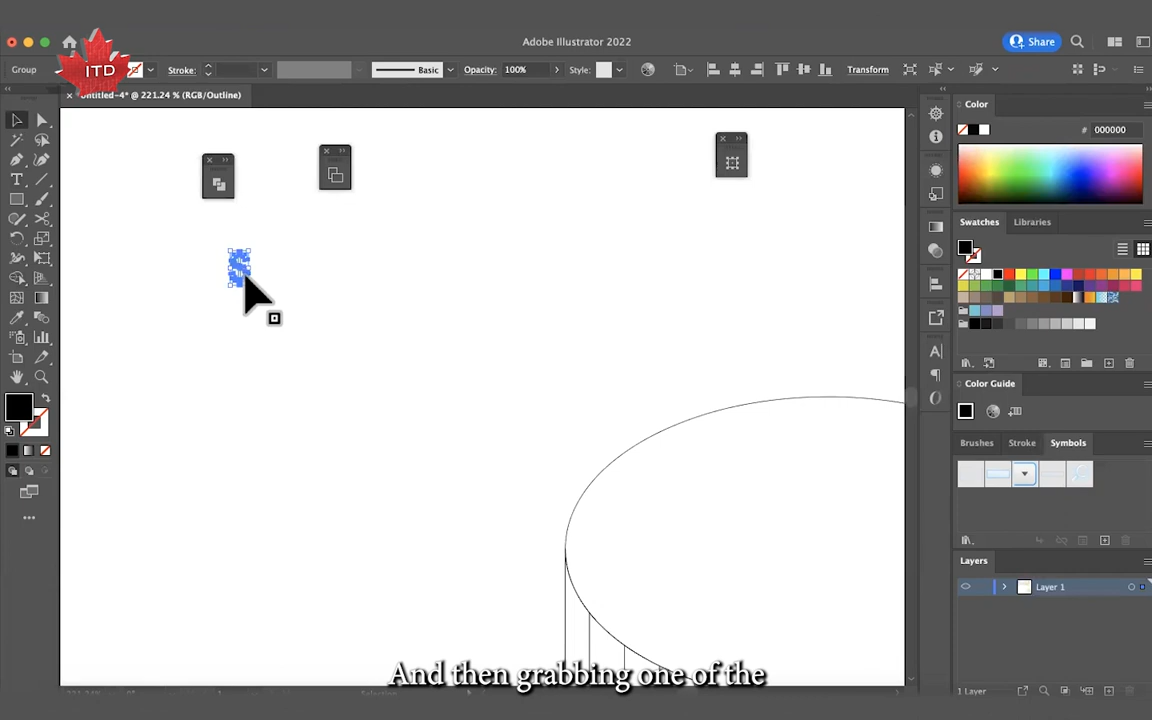 Adobe Illustrator 2022
Share
ITD
Group
Stroke:
Basic
Opacity:
100%
Style:
Transform
Untitled-4* @ 221.24 % (RGB/Outline)
Color
# 000000
Swatches
Libraries
Color Guide
Brushes
Stroke
Symbols
Layers
Layer 1
1 Layer
And then grabbing one of the